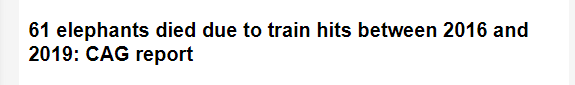 61 elephants died due to train hits between 2016 and
2019: CAG report